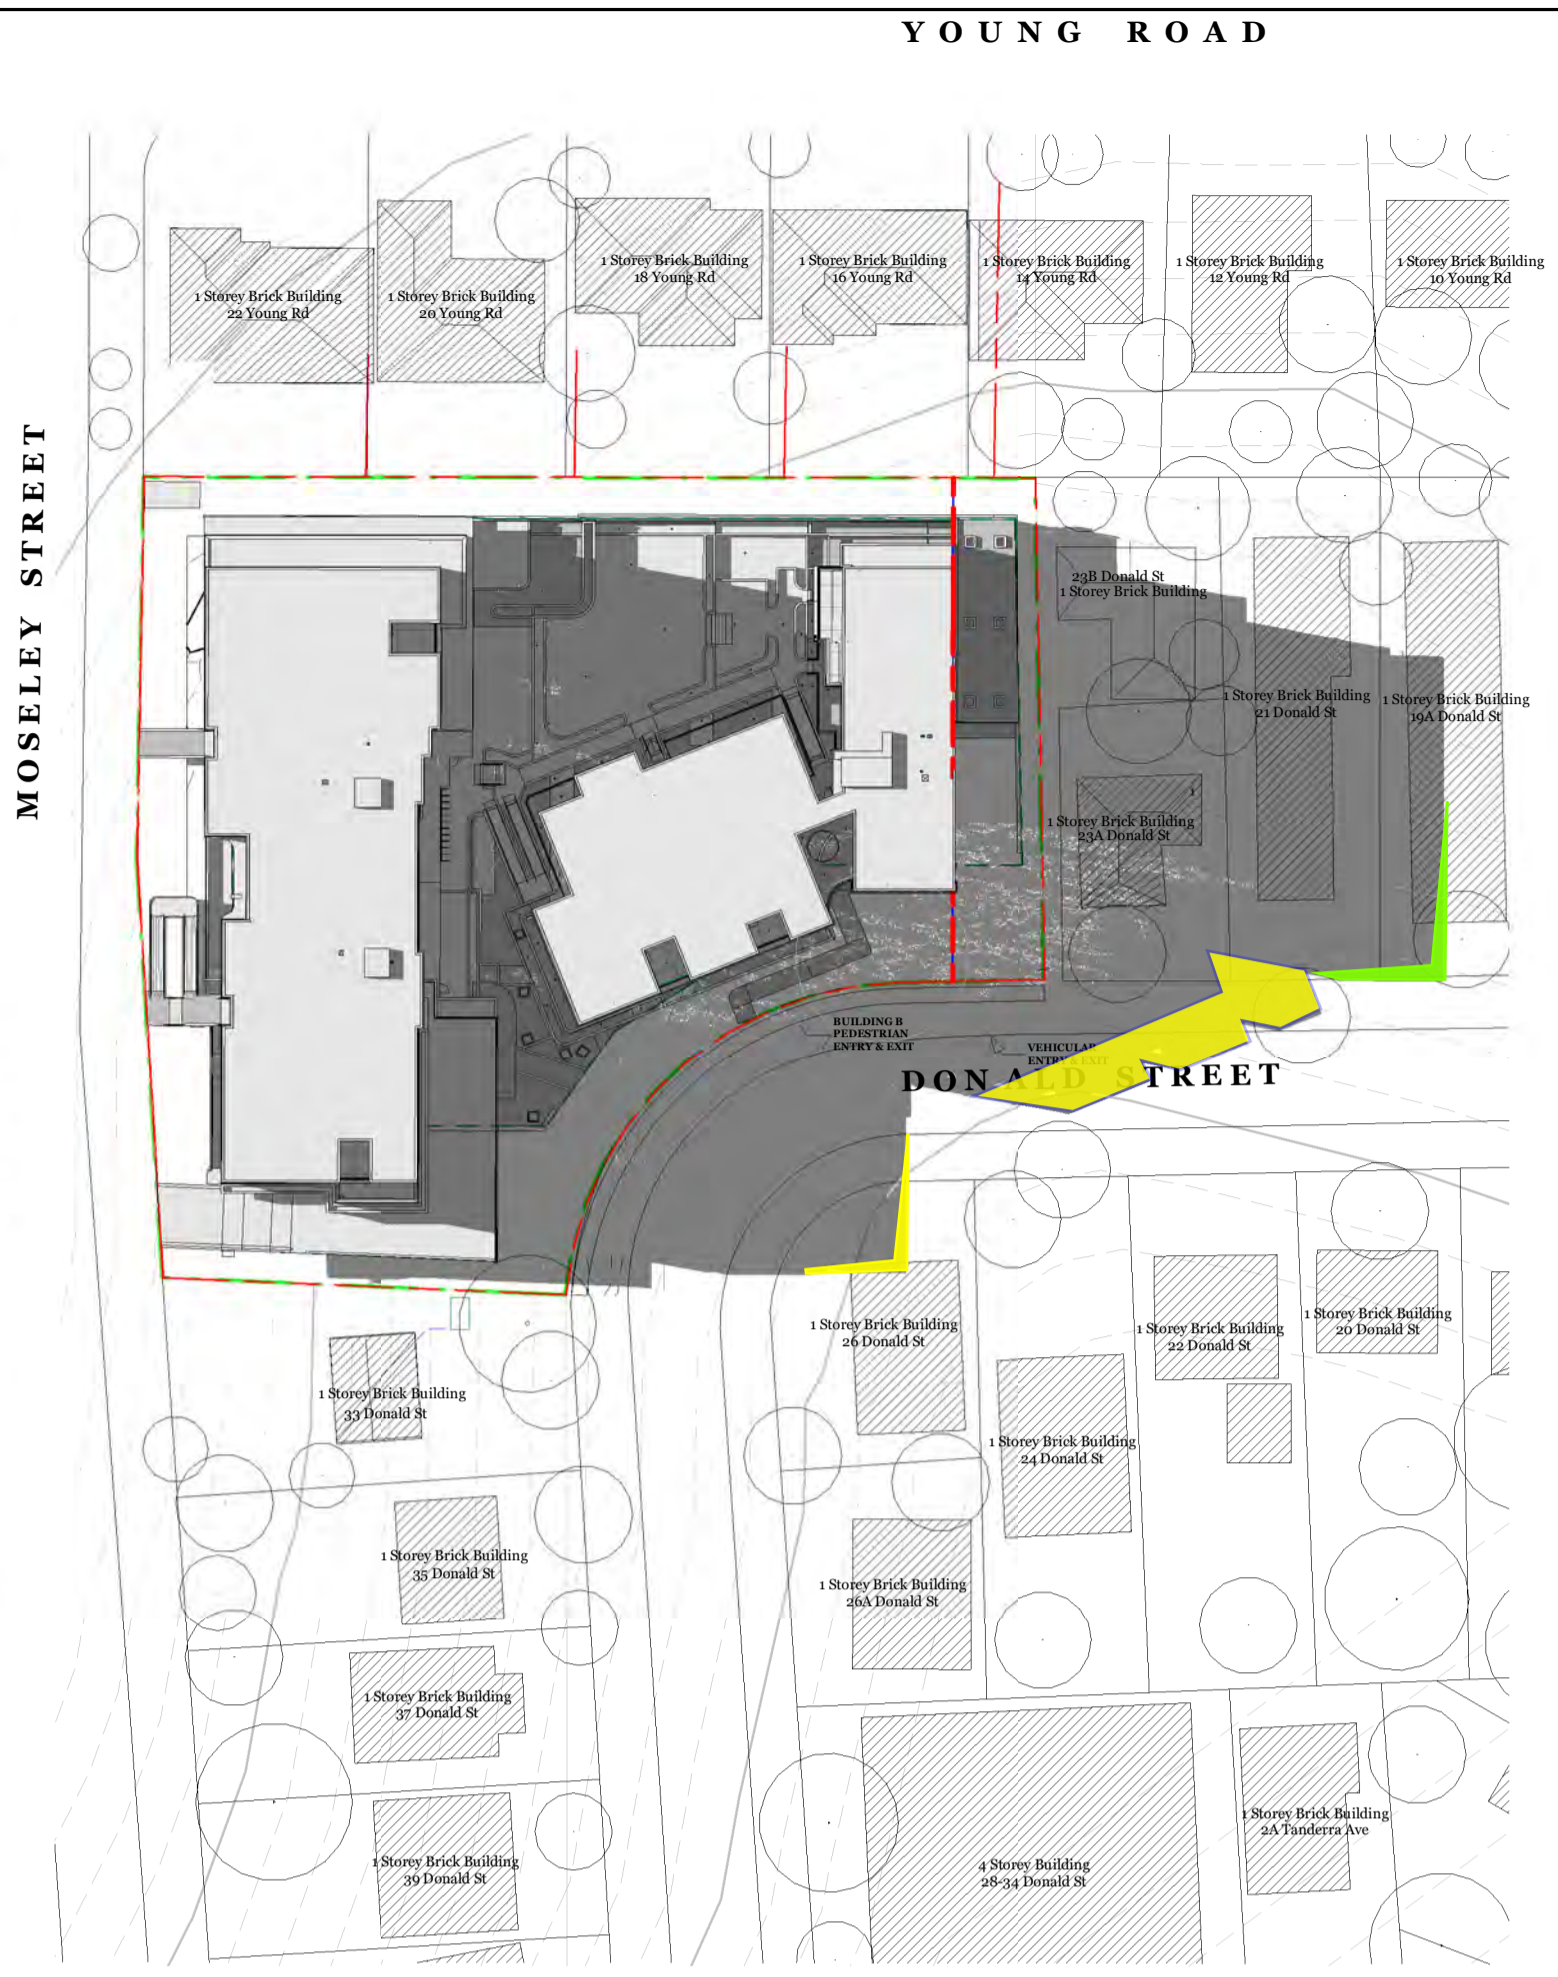 YOUNG ROAD
MOSELEY STREET
1 Storey Brick Building
22 Young Rd
1 Storey Brick Building
20 Young Rd
1 Storey Brick Building
18 Young Rd
1 Storey Brick Building
16 Young Rd
1 Storey Brick Building
14 Young Rd
1 Storey Brick Building
12 Young Rd
1 Storey Brick Building
10 Young Rd
23B Donald St
1 Storey Brick Building
1 Storey Brick Building
21 Donald St
1 Storey Brick Building
19A Donald St
1
1 Storey Brick Building
23A Donald St
BUILDING B
PEDESTRIAN
ENTRY & EXIT
VEHICULAR
ENTRY & EXIT
DONALD STREET
1 Storey Brick Building
26 Donald St
1 Storey Brick Building
22 Donald St
1 Storey Brick Building
20 Donald St
1 Storey Brick Building
33 Donald St
1 Storey Brick Building
24 Donald St
1 Storey Brick Building
35 Donald St
1 Storey Brick Building
26A Donald St
1 Storey Brick Building
37 Donald St
1 Storey Brick Building
39 Donald St
4 Storey Building
28-34 Donald St
1 Storey Brick Building
2A Tanderra Ave